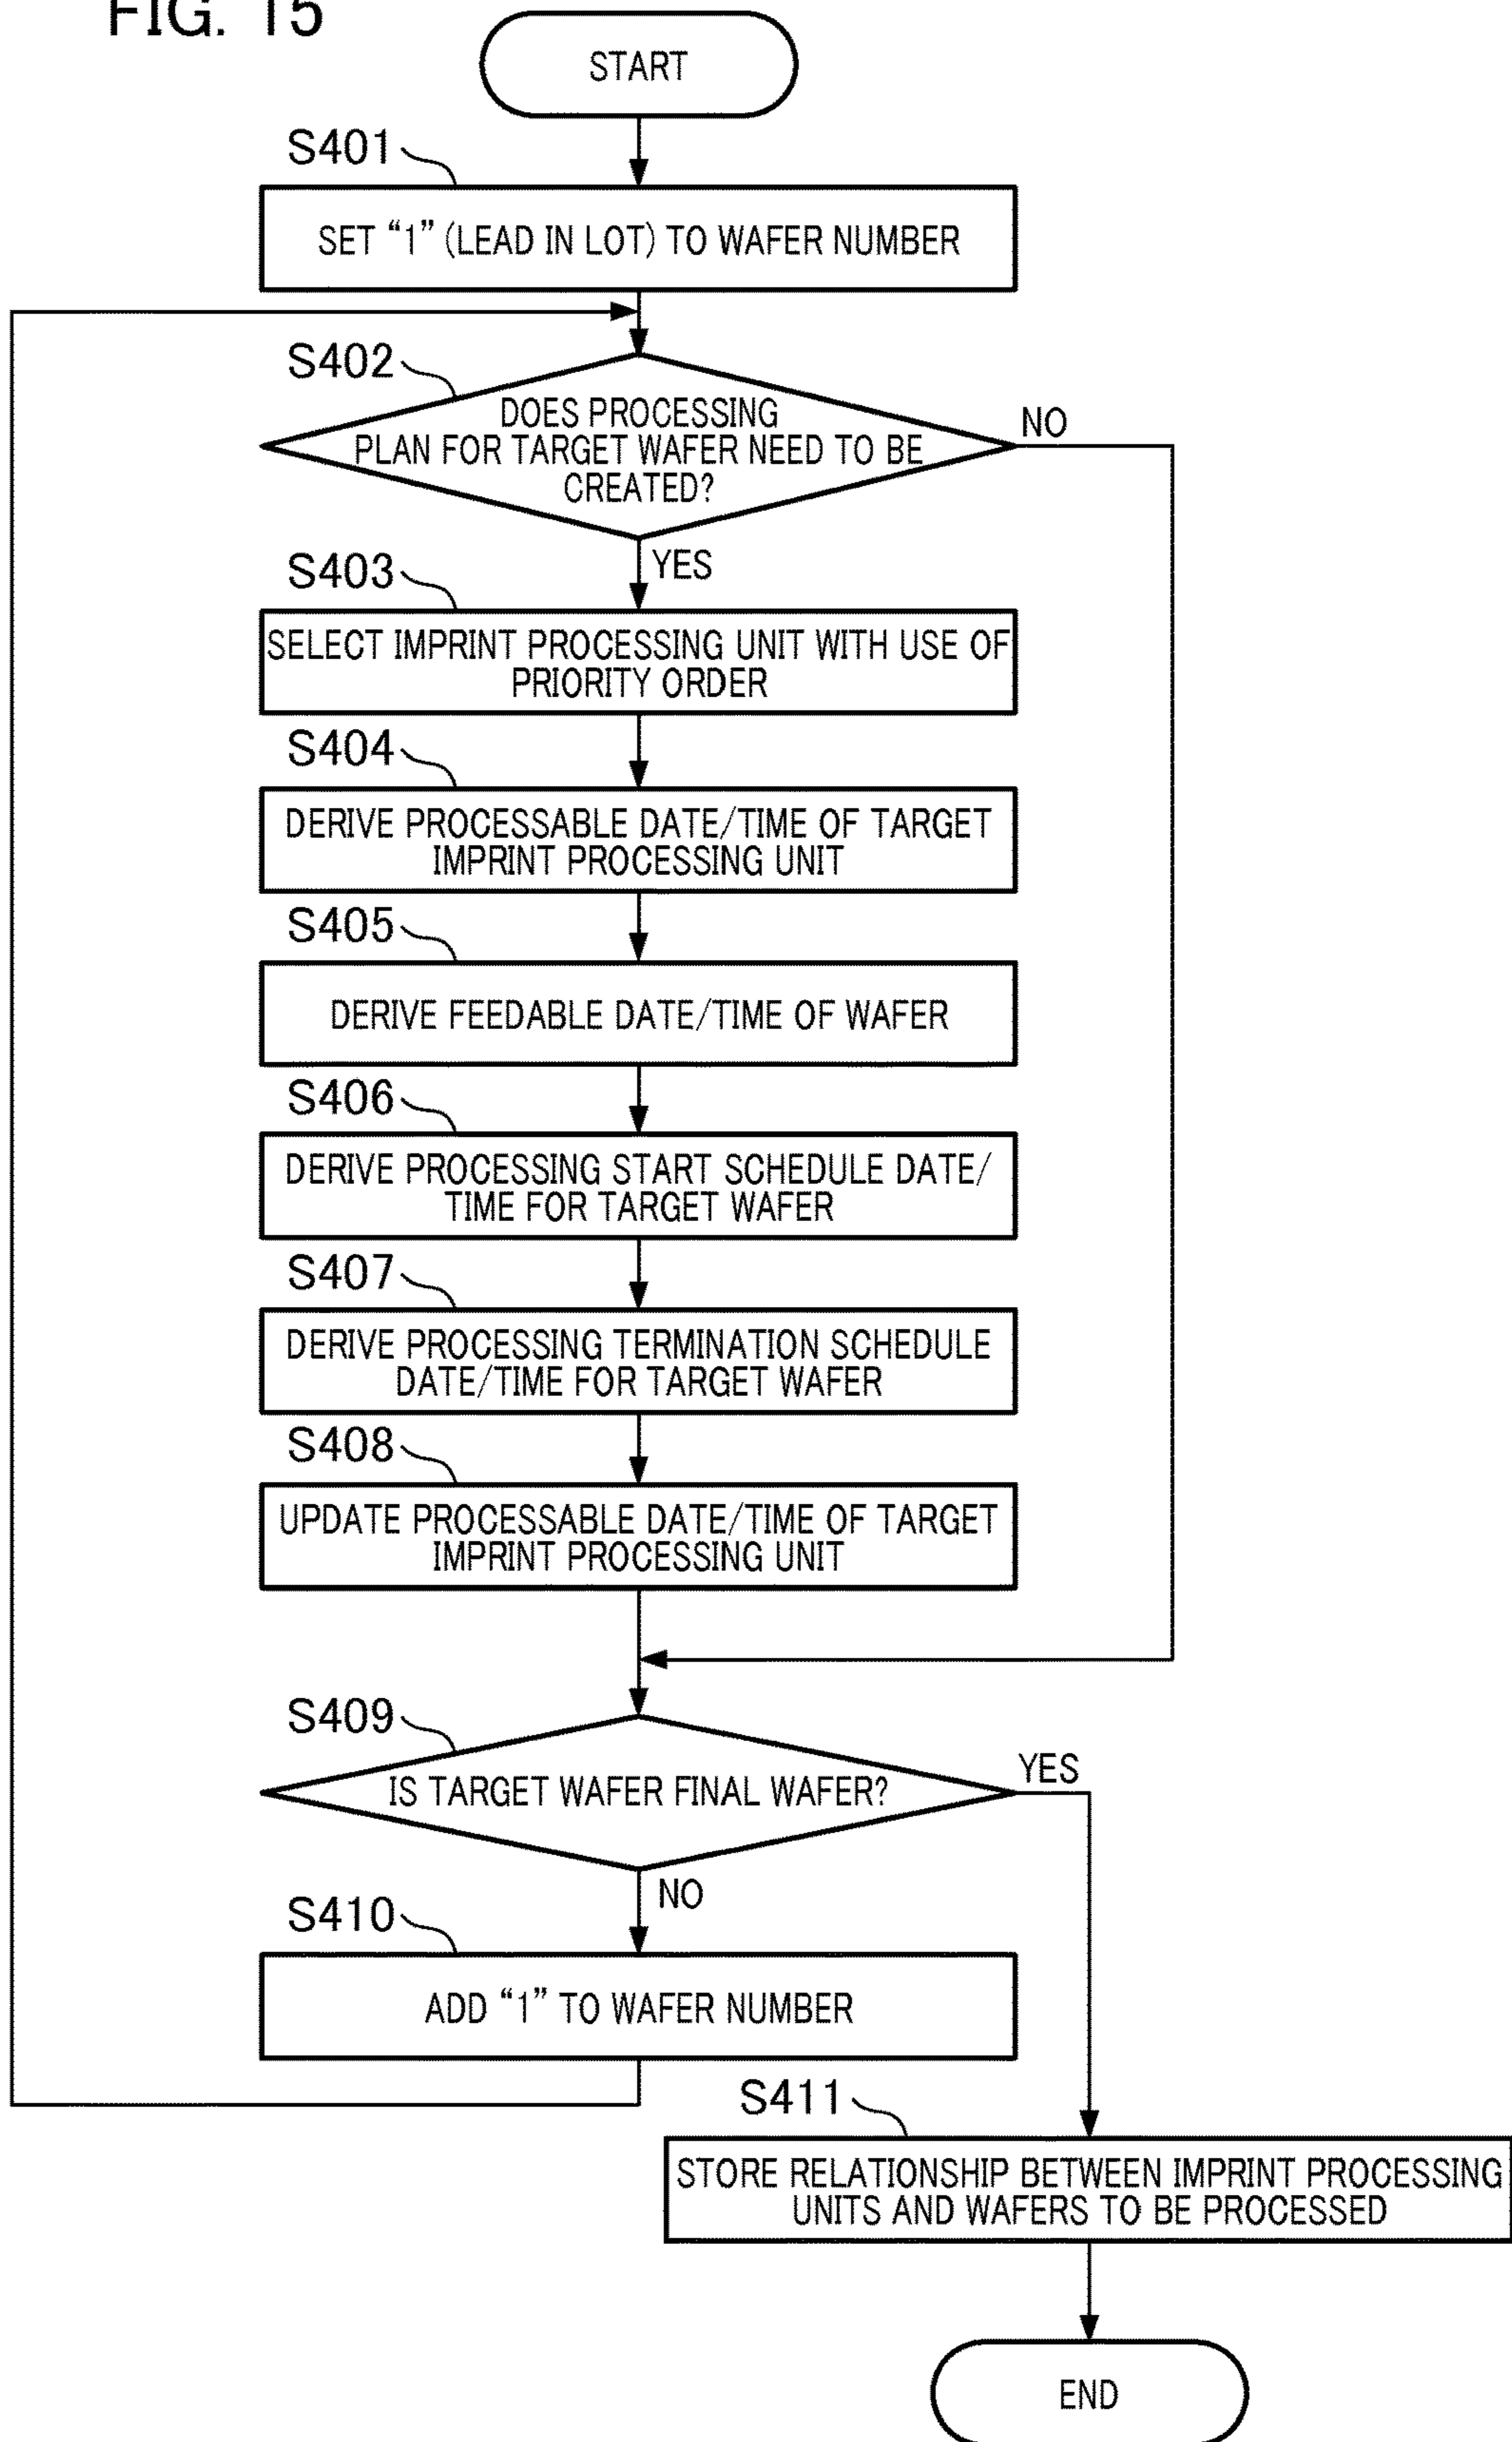 FIG. 15
START
S401
SET “1” (LEAD IN LOT) TO WAFER NUMBER
S402
DOES PROCESSING
PLAN FOR TARGET WAFER NEED TO BE
CREATED?
NO
YES
S403
SELECT IMPRINT PROCESSING UNIT WITH USE OF
PRIORITY ORDER
S404
DERIVE PROCESSABLE DATE/TIME OF TARGET
IMPRINT PROCESSING UNIT
S405
DERIVE FEEDABLE DATE/TIME OF WAFER
S406
DERIVE PROCESSING START SCHEDULE DATE/
TIME FOR TARGET WAFER
S407
DERIVE PROCESSING TERMINATION SCHEDULE
DATE/TIME FOR TARGET WAFER
S408
UPDATE PROCESSABLE DATE/TIME OF TARGET
IMPRINT PROCESSING UNIT
S409
IS TARGET WAFER FINAL WAFER?
YES
NO
S410
ADD “1” TO WAFER NUMBER
S411
STORE RELATIONSHIP BETWEEN IMPRINT PROCESSING
UNITS AND WAFERS TO BE PROCESSED
END